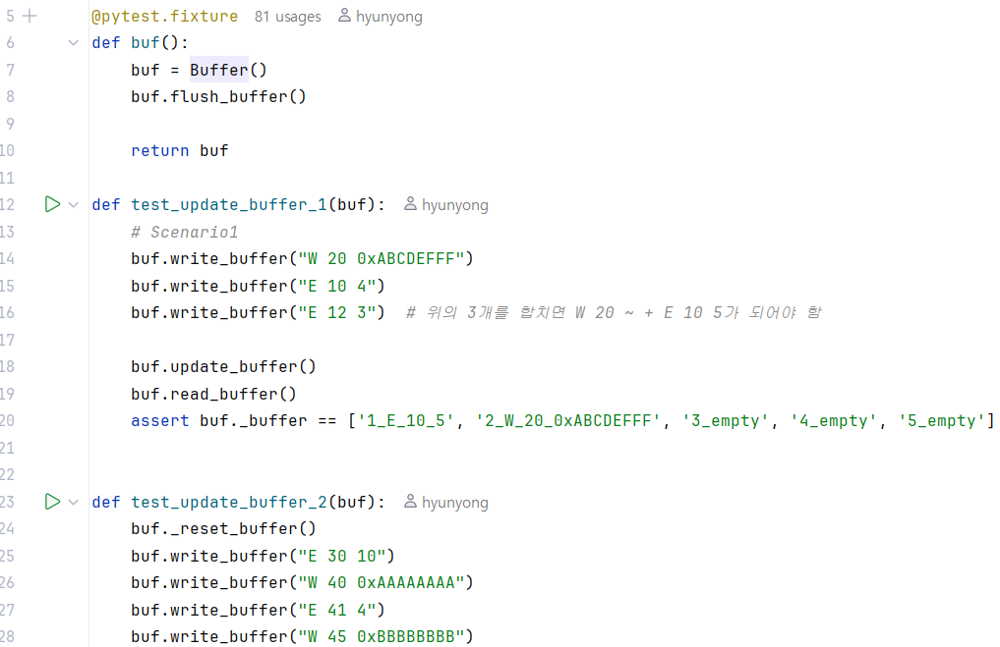 5 @pytest.fixture 81 usages hyunyong
6 def buf():
7 buf = Buffer()
8 buf.flush_buffer()
9
10 return buf
11
12 def test_update_buffer_1(buf): hyunyong
13 # Scenario1
14 buf.write_buffer("W 20 0xABCDEFFF")
15 buf.write_buffer("E 10 4")
16 buf.write_buffer("E 12 3") # 위의 3개를 합치면 W 20 ~ + E 10 5가 되어야 함
17
18 buf.update_buffer()
19 buf.read_buffer()
20 assert buf._buffer == ['1_E_10_5', '2_W_20_0xABCDEFFF', '3_empty', '4_empty', '5_empty']
21
22
23 def test_update_buffer_2(buf): hyunyong
24 buf._reset_buffer()
25 buf.write_buffer("E 30 10")
26 buf.write_buffer("W 40 0xAAAAAAAA")
27 buf.write_buffer("E 41 4")
28 buf.write_buffer("W 45 0xBBBBBBBB")